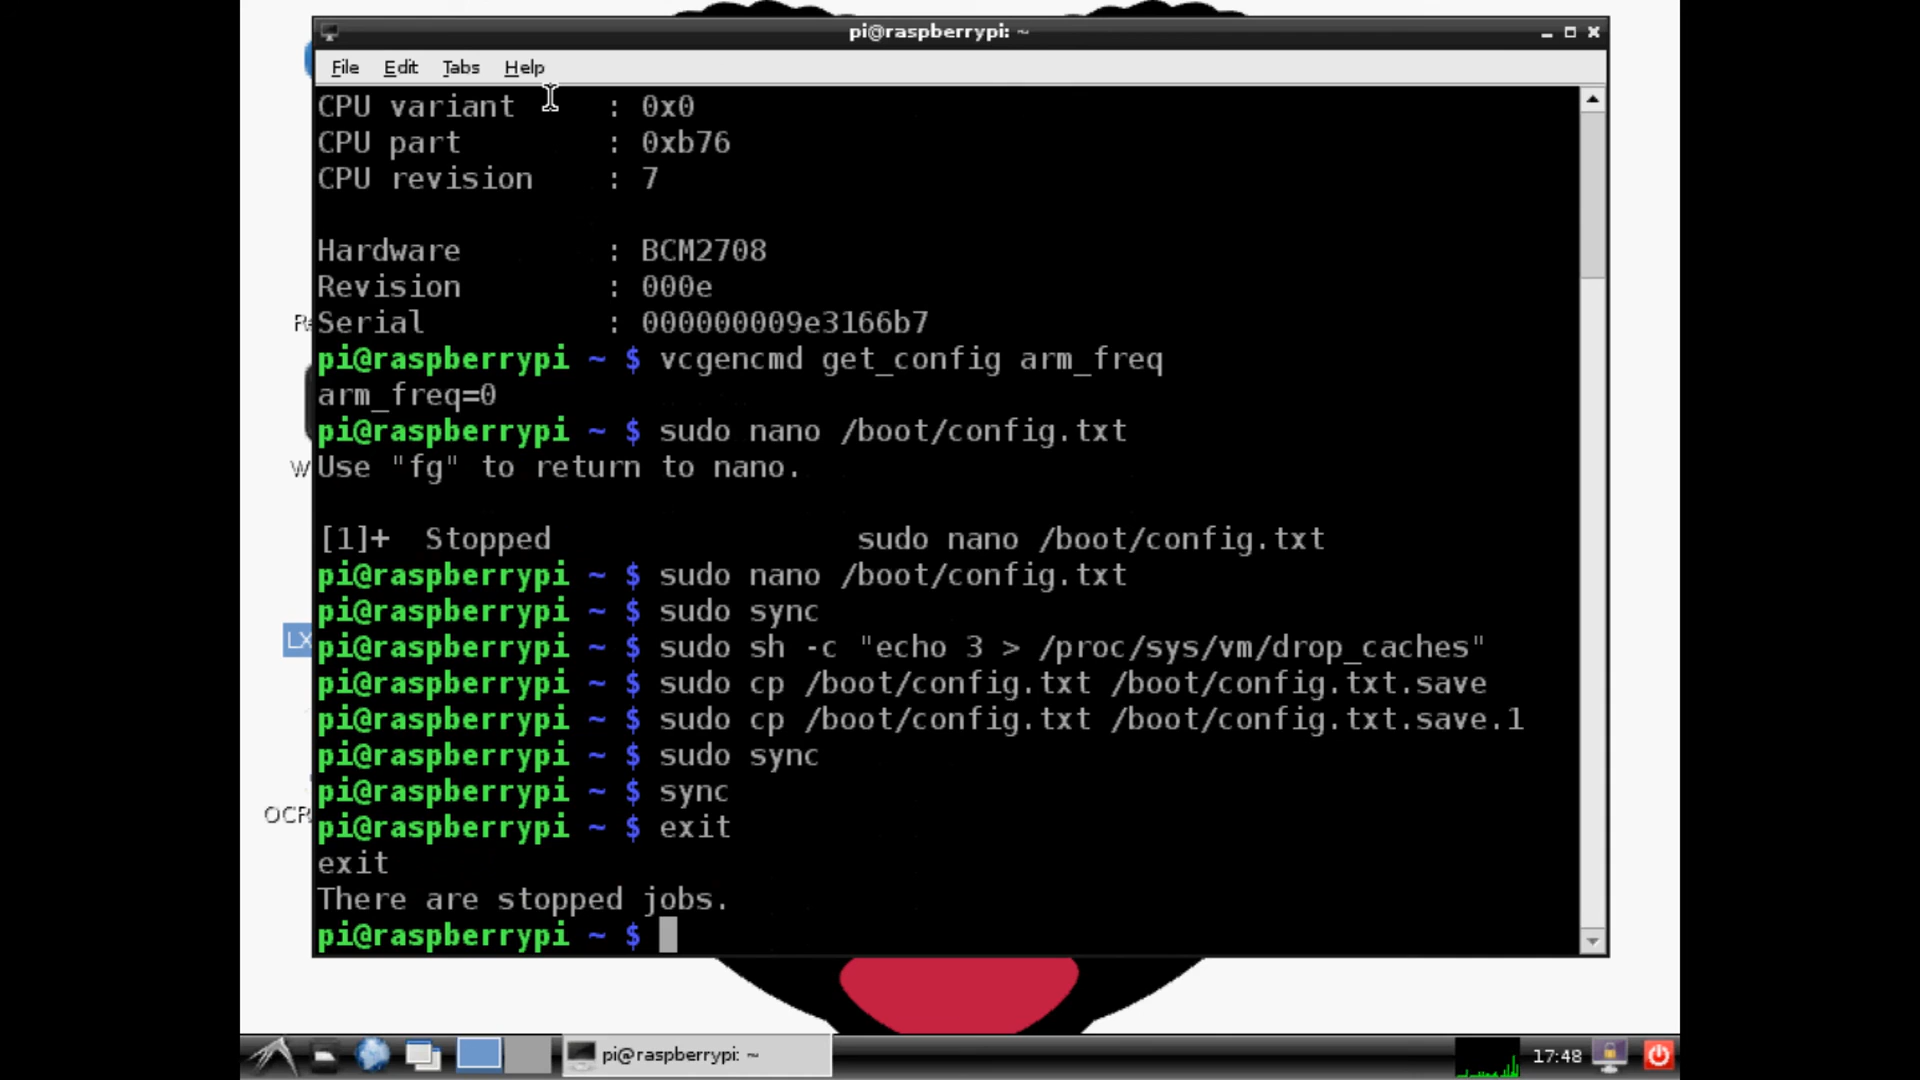 pi@raspberrypi: ~
File Edit Tabs Help
CPU variant : 0x0
CPU part : 0xb76
CPU revision : 7
Hardware : BCM2708
Revision : 000e
Serial : 000000009e3166b7
pi@raspberrypi ~ $ vcgencmd get_config arm_freq
arm_freq=0
pi@raspberrypi ~ $ sudo nano /boot/config.txt
Use "fg" to return to nano.
[1]+ Stopped sudo nano /boot/config.txt
pi@raspberrypi ~ $ sudo nano /boot/config.txt
pi@raspberrypi ~ $ sudo sync
pi@raspberrypi ~ $ sudo sh -c "echo 3 > /proc/sys/vm/drop_caches"
pi@raspberrypi ~ $ sudo cp /boot/config.txt /boot/config.txt.save
pi@raspberrypi ~ $ sudo cp /boot/config.txt /boot/config.txt.save.1
pi@raspberrypi ~ $ sudo sync
pi@raspberrypi ~ $ sync
pi@raspberrypi ~ $ exit
exit
There are stopped jobs.
pi@raspberrypi ~ $
LX
OCR
pi@raspberrypi: ~
17:48